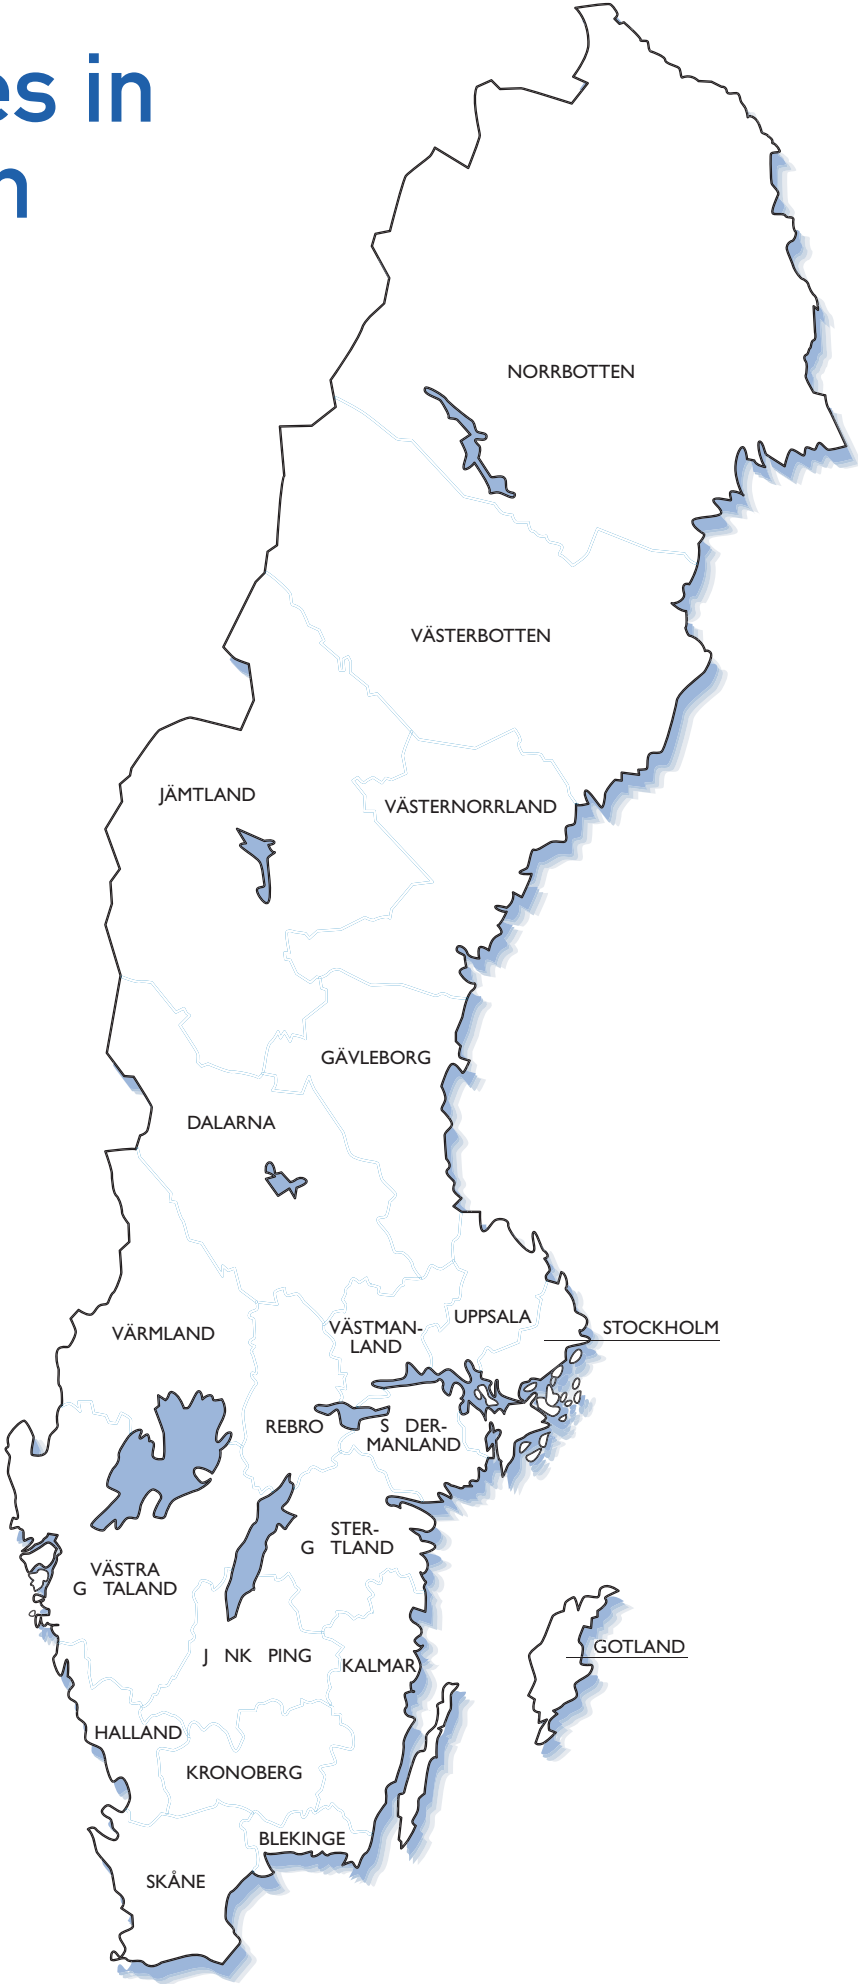 es in
n
NORRBOTTEN
VÄSTERBOTTEN
JÄMTLAND
VÄSTERNORRLAND
GÄVLEBORG
DALARNA
UPPSALA
STOCKHOLM
VÄRMLAND
VÄSTMAN-
LAND
REBRO
S DER-
MANLAND
STER-
G TLAND
VÄSTRA
G TALAND
GOTLAND
J NK PING
KALMAR
HALLAND
KRONOBERG
BLEKINGE
SKÅNE